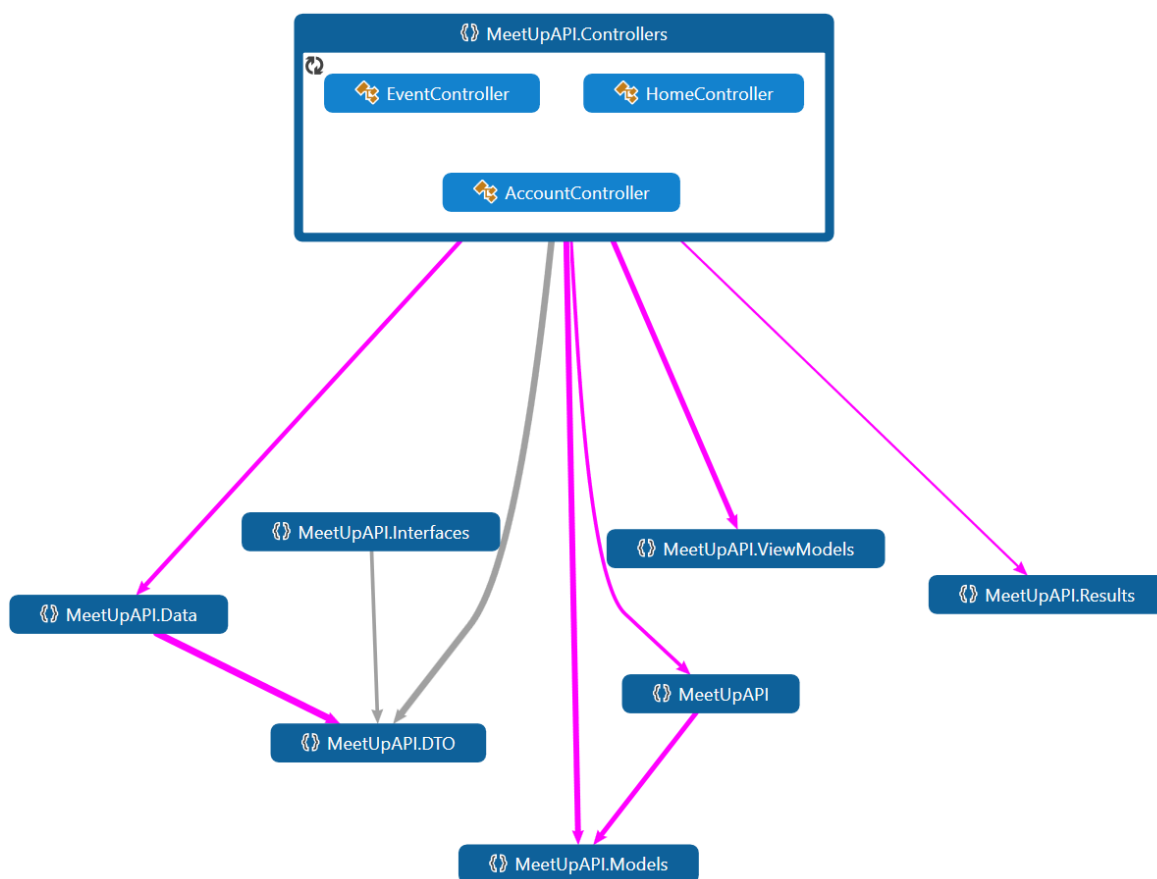 MeetUpAPI.Controllers
EventController
HomeController
AccountController
MeetUpAPI.Interfaces
MeetUpAPI.ViewModels
MeetUpAPI.Data
MeetUpAPI.Results
MeetUpAPI
MeetUpAPI.DTO
MeetUpAPI.Models